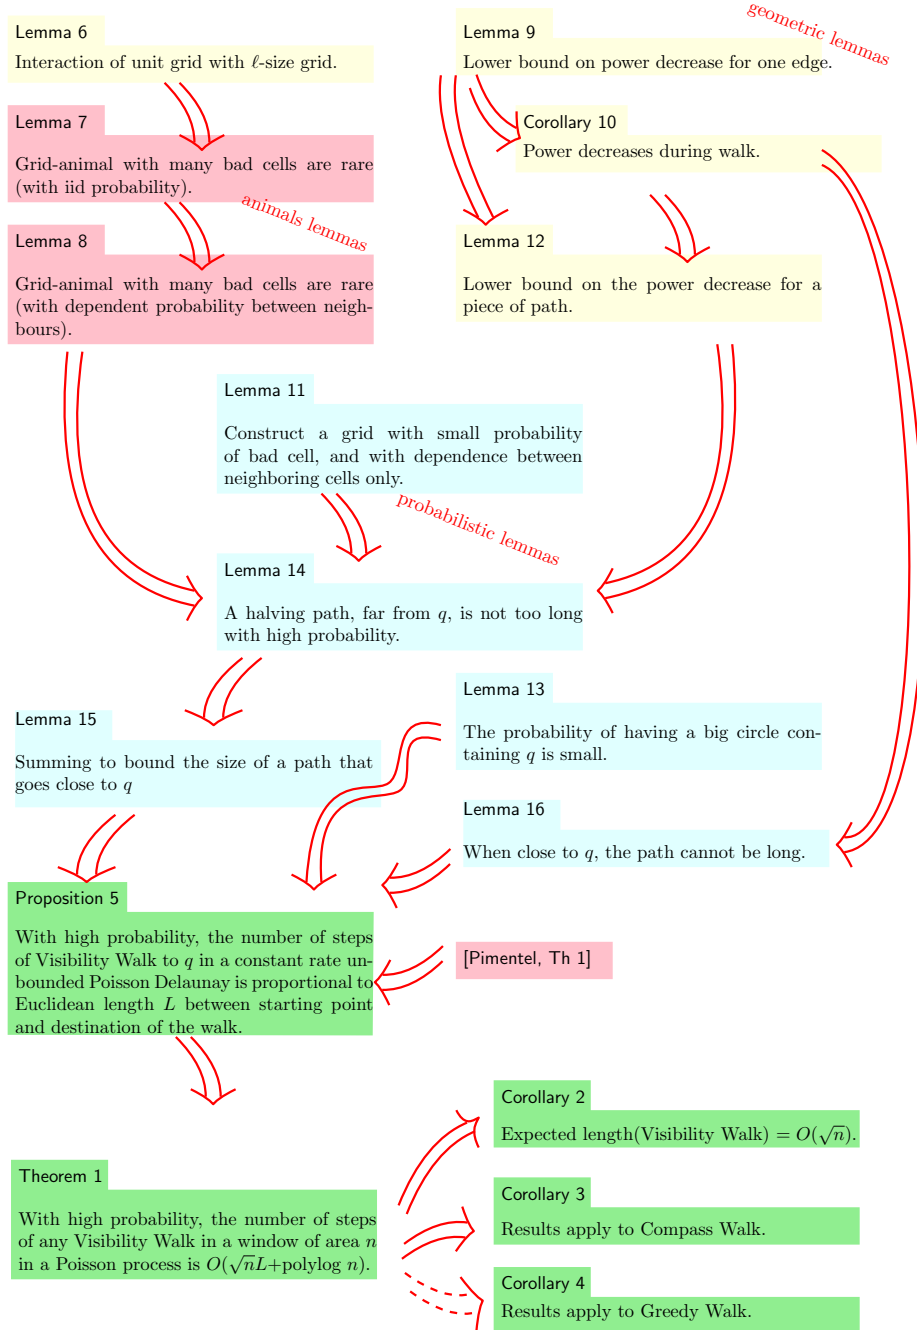 Lemma 6
Interaction of unit grid with ℓ-size grid.
Lemma 7
Grid-animal with many bad cells are rare
(with iid probability).
animals lemmas
Lemma 8
Grid-animal with many bad cells are rare
(with dependent probability between neigh-
bours).
geometric lemmas
Lemma 9
Lower bound on power decrease for one edge.
Corollary 10
Power decreases during walk.
Lemma 12
Lower bound on the power decrease for a
piece of path.
Lemma 11
Construct a grid with small probability
of bad cell, and with dependence between
neighboring cells only.
probabilistic lemmas
Lemma 14
A halving path, far from q, is not too long
with high probability.
Lemma 13
The probability of having a big circle con-
taining q is small.
Lemma 15
Summing to bound the size of a path that
goes close to q
Lemma 16
When close to q, the path cannot be long.
Proposition 5
With high probability, the number of steps
of Visibility Walk to q in a constant rate un-
bounded Poisson Delaunay is proportional to
Euclidean length L between starting point
and destination of the walk.
[Pimentel, Th 1]
Theorem 1
With high probability, the number of steps
of any Visibility Walk in a window of area n
in a Poisson process is O(√nL+polylog n).
Corollary 2
Expected length(Visibility Walk) = O(√n).
Corollary 3
Results apply to Compass Walk.
Corollary 4
Results apply to Greedy Walk.